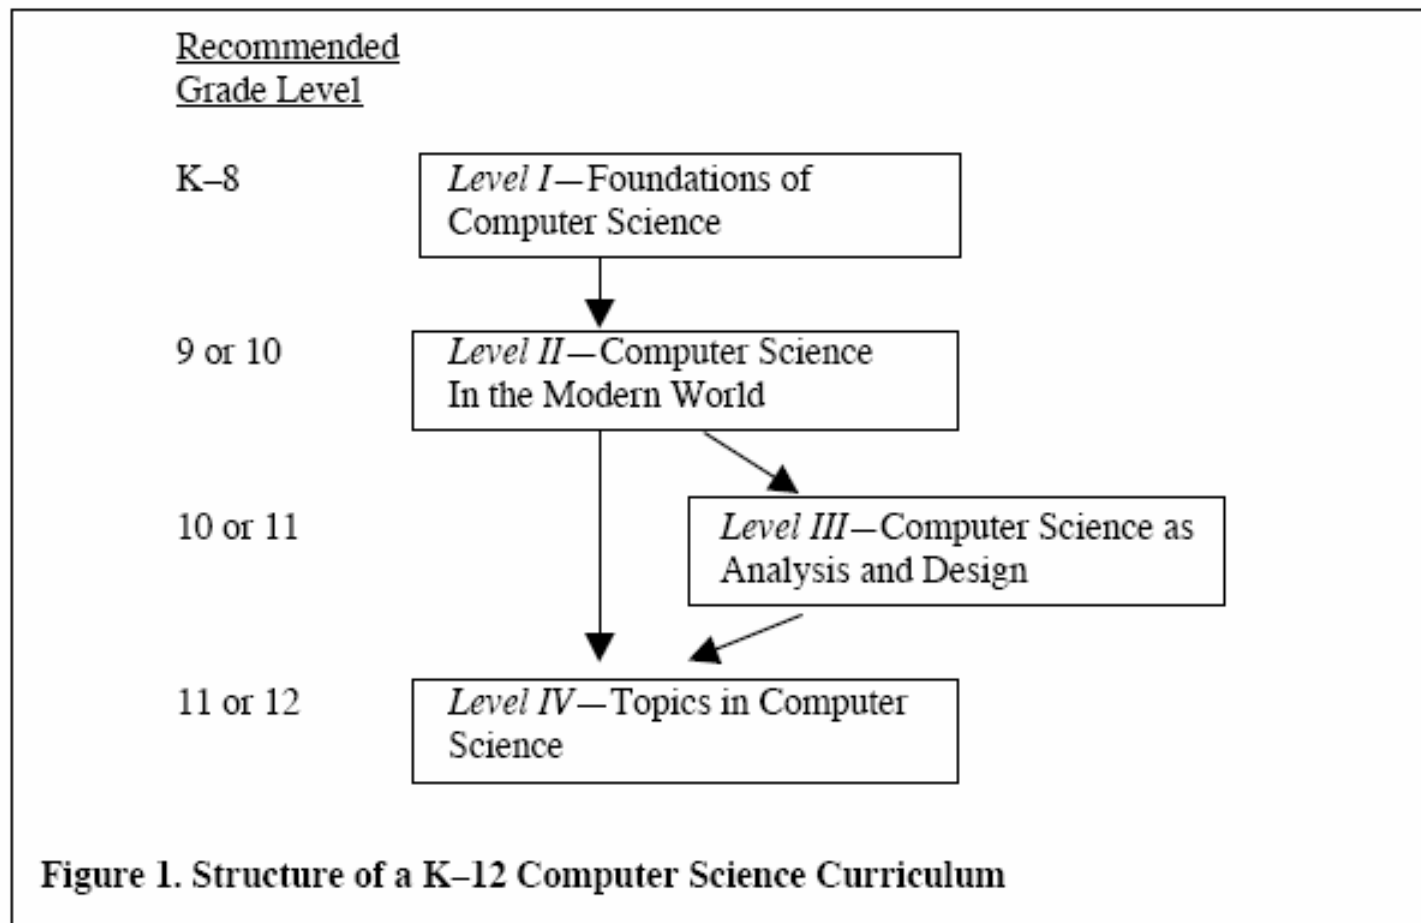 Recommended
Grade Level
K–8
Level I—Foundations of
Computer Science
9 or 10
Level II—Computer Science
In the Modern World
10 or 11
Level III—Computer Science as
Analysis and Design
11 or 12
Level IV—Topics in Computer
Science
Figure 1. Structure of a K–12 Computer Science Curriculum